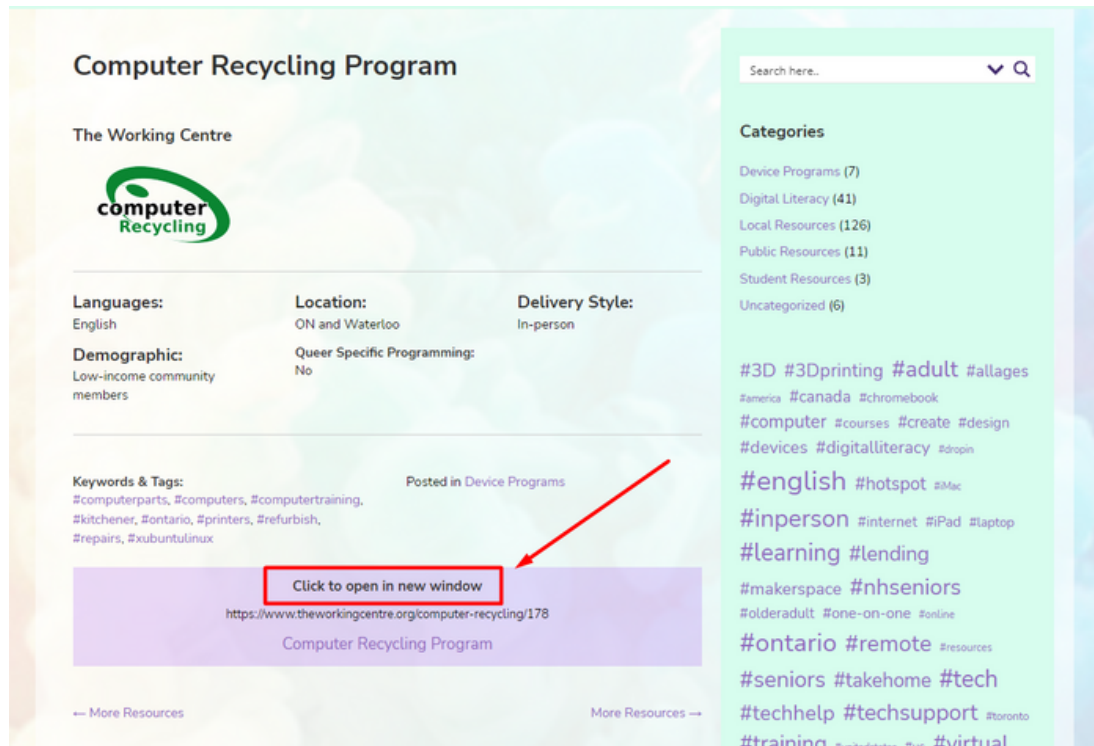 Computer Recycling Program
The Working Centre
computer
Recycling
Languages:
English
Location:
ON and Waterloo
Delivery Style:
In-person
Demographic:
Low-income community
members
Queer Specific Programming:
No
Keywords & Tags:
#computerparts, #computers, #computertraining,
#kitchener, #ontario, #printers, #refurbish,
#repairs, #xubuntulinux
Posted in Device Programs
Click to open in new window
https://www.theworkingcentre.org/computer-recycling/178
Computer Recycling Program
← More Resources
More Resources →
Search here..
Categories
Device Programs (7)
Digital Literacy (41)
Local Resources (126)
Public Resources (11)
Student Resources (3)
Uncategorized (6)
#3D #3Dprinting #adult #allages
#america #canada #chromebook
#computer #courses #create #design
#devices #digitalliteracy #dropin
#english #hotspot #iMac
#inperson #internet #iPad #laptop
#learning #lending
#makerspace #nhseniors
#olderadult #one-on-one #online
#ontario #remote #resources
#seniors #takehome #tech
#techhelp #techsupport #toronto
#training #virtual